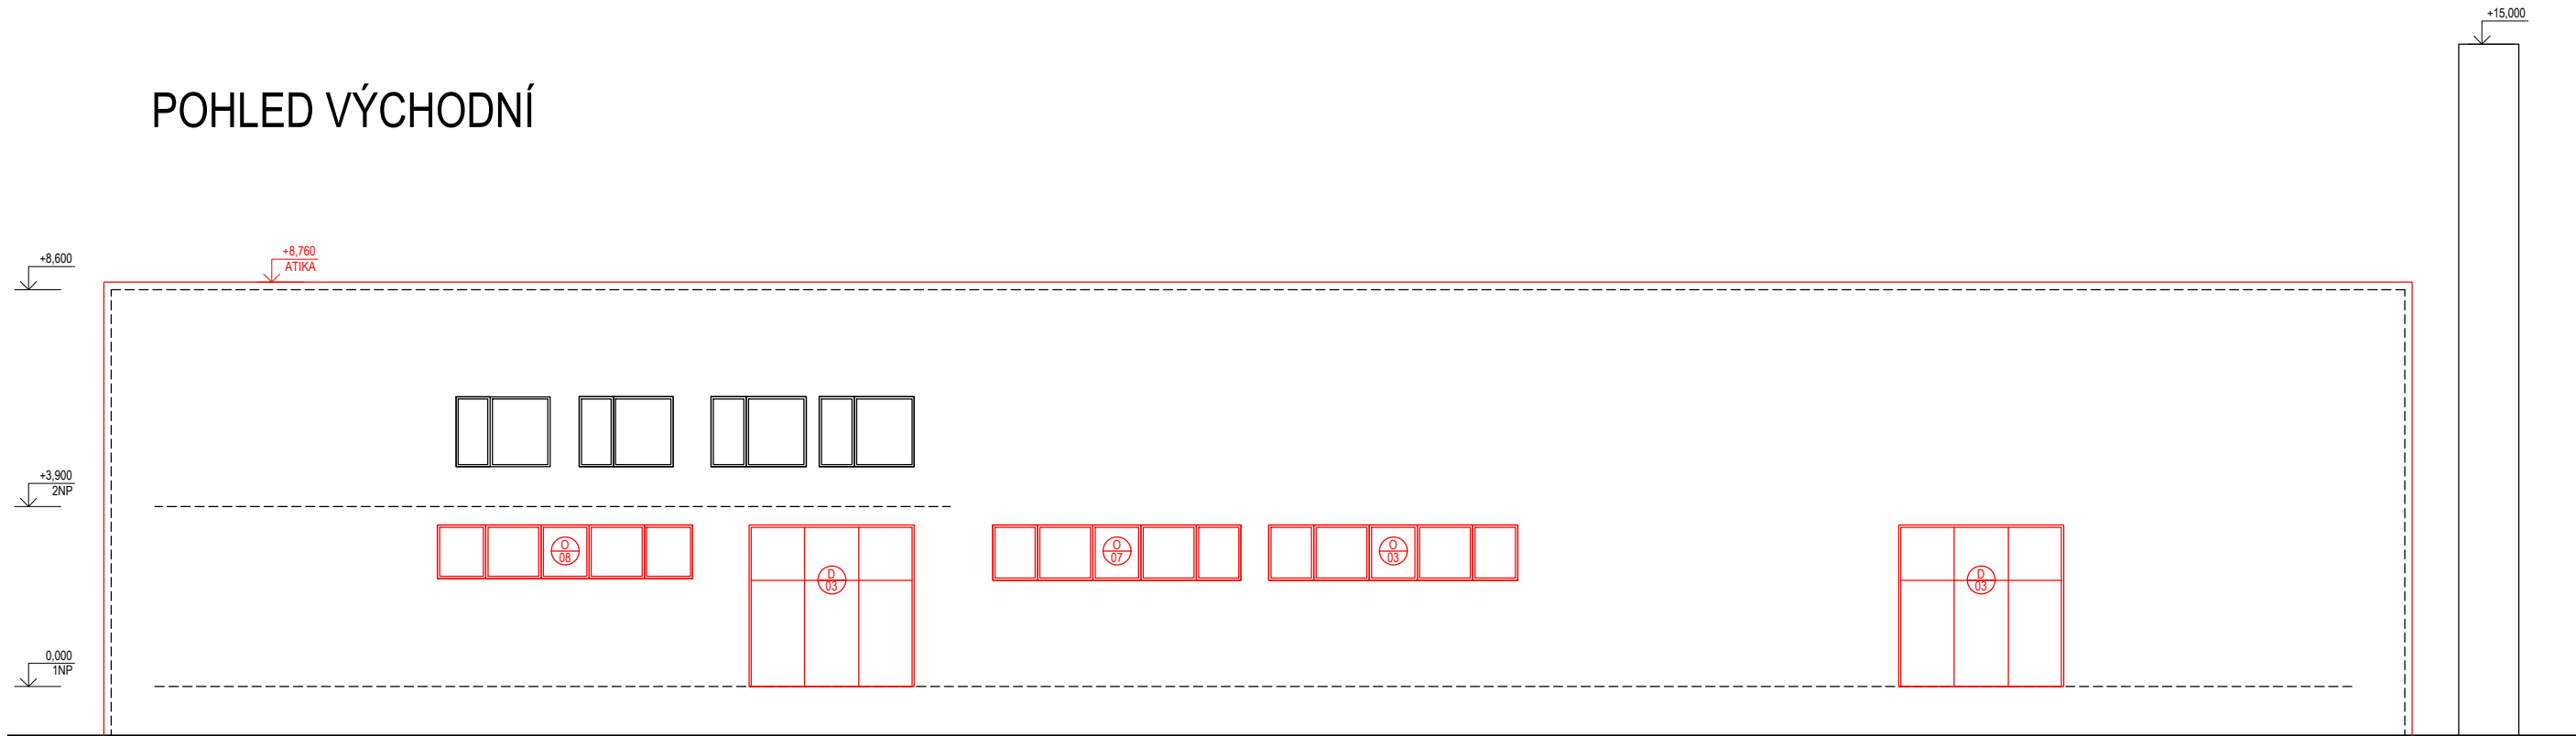 +15,000
POHLED VÝCHODNÍ
+8,760
ATIKA
+8,600
+3,900
2NP
O
08
O
07
O
03
D
03
D
03
0,000
1NP